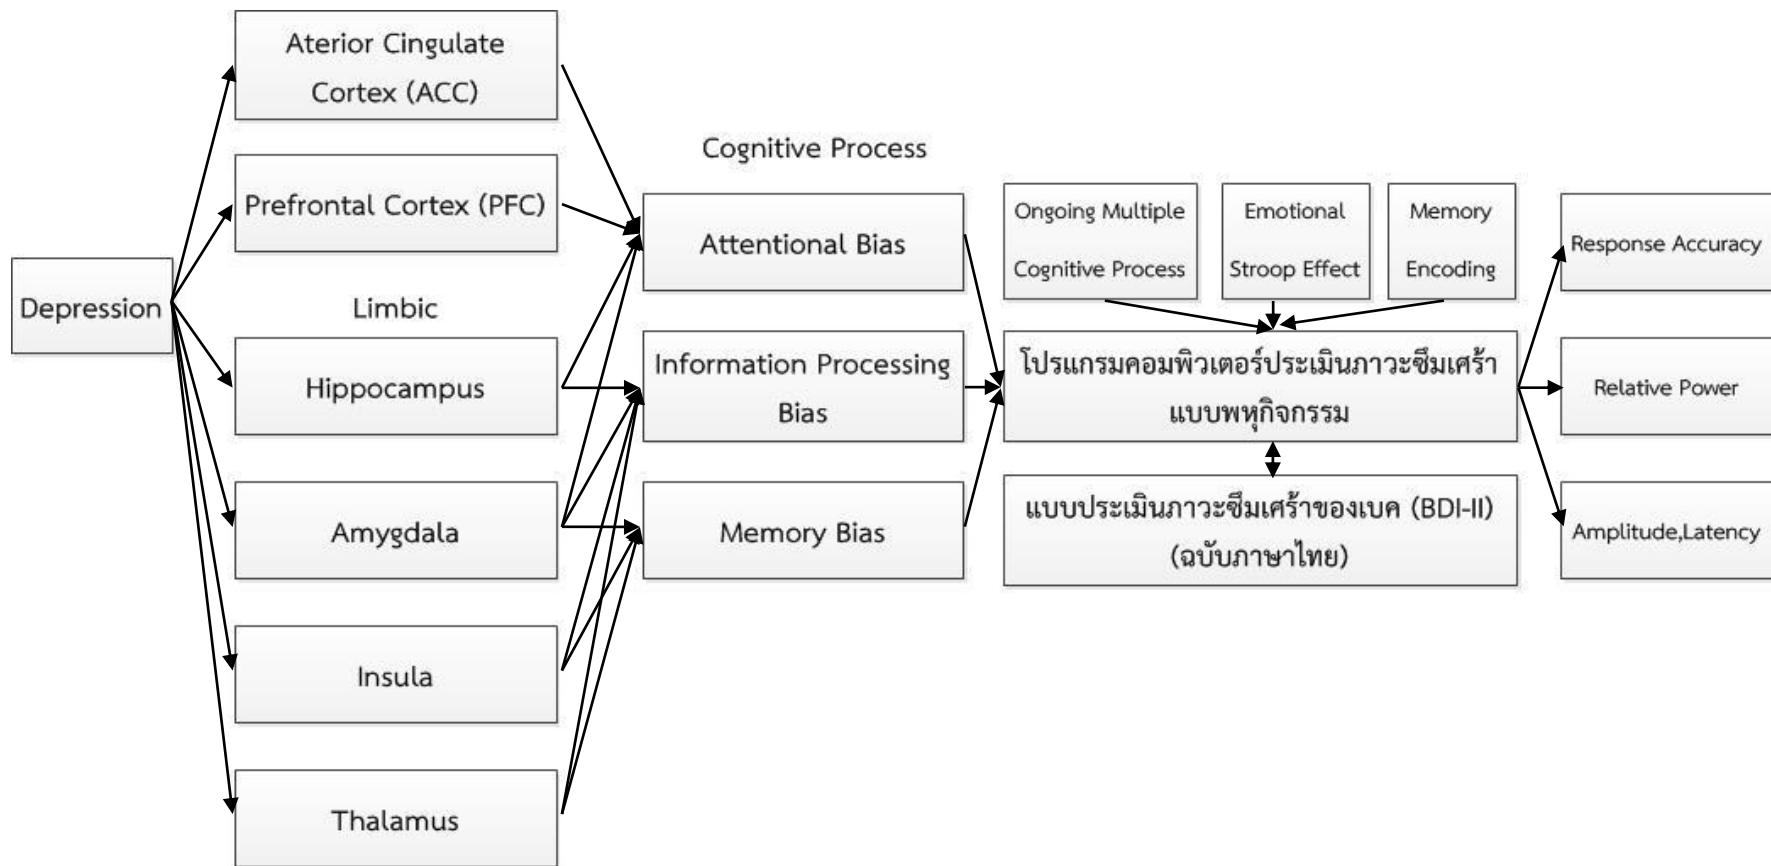 Depression
Aterior Cingulate
Cortex (ACC)
Prefrontal Cortex (PFC)
Limbic
Hippocampus
Amygdala
Insula
Thalamus
Cognitive Process
Attentional Bias
Information Processing
Bias
Memory Bias
Ongoing Multiple
Cognitive Process
Emotional
Stroop Effect
Memory
Encoding
โปรแกรมคอมพิวเตอร์ประเมินภาวะซึมเศร้า
แบบพหุกิจกรรม
แบบประเมินภาวะซึมเศร้าของเบค (BDI-II)
(ฉบับภาษาไทย)
Response Accuracy
Relative Power
Amplitude,Latency